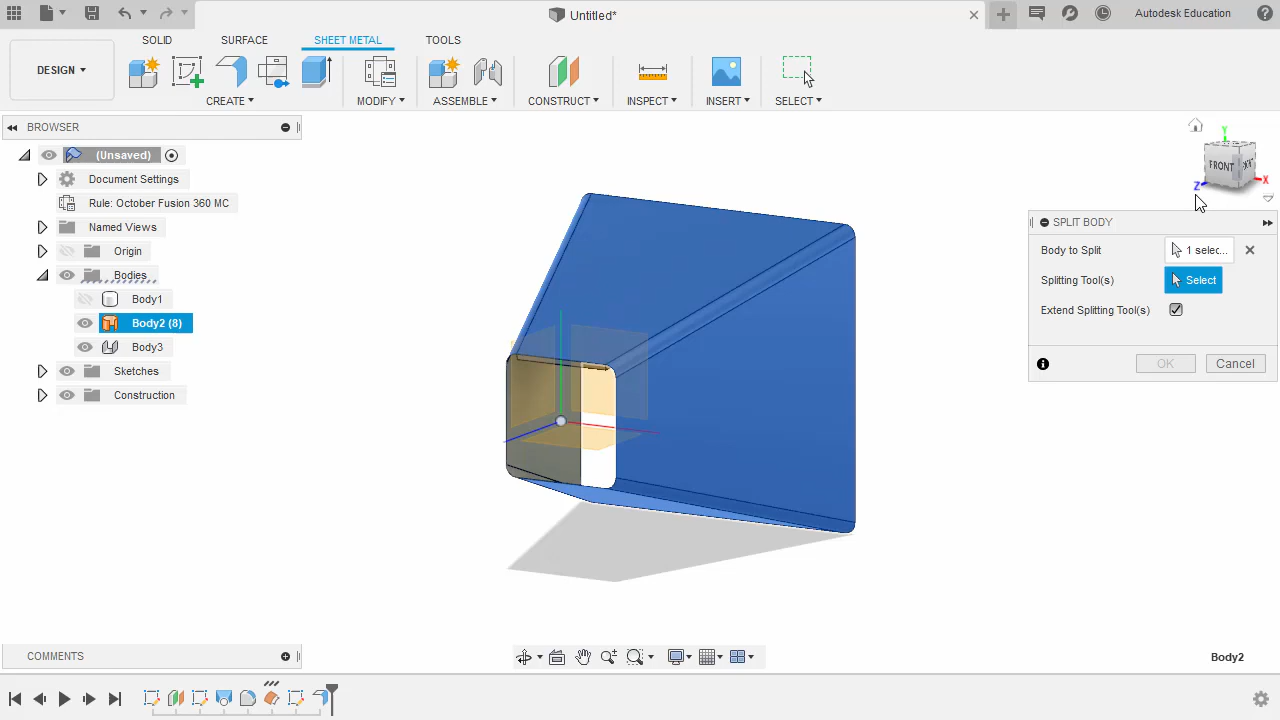 Untitled*
Autodesk Education
DESIGN
SOLID
SURFACE
SHEET METAL
TOOLS
CREATE
MODIFY
ASSEMBLE
CONSTRUCT
INSPECT
INSERT
SELECT
BROWSER
(Unsaved)
Document Settings
Rule: October Fusion 360 MC
Named Views
Origin
Bodies
Body1
Body2 (8)
Body3
Sketches
Construction
Y
FRONT
Z
X
SPLIT BODY
Body to Split
1 selec...
Splitting Tool(s)
Select
Extend Splitting Tool(s)
OK
Cancel
COMMENTS
Body2